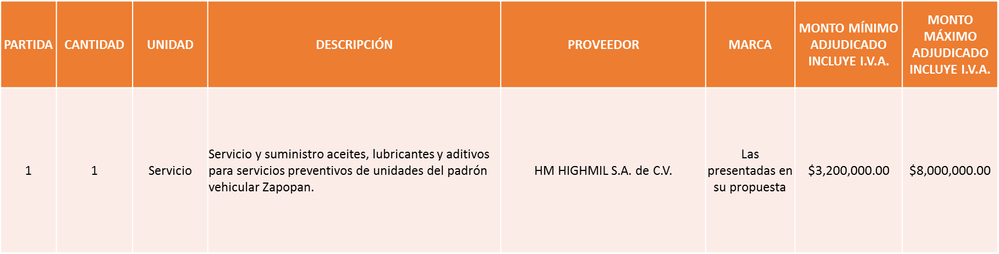 PARTIDA
CANTIDAD
UNIDAD
DESCRIPCIÓN
PROVEEDOR
MARCA
MONTO MÍNIMO
ADJUDICADO
INCLUYE I.V.A.
MONTO
MÁXIMO
ADJUDICADO
INCLUYE I.V.A.
1
1
Servicio
Servicio y suministro aceites, lubricantes y aditivos
para servicios preventivos de unidades del padrón
vehicular Zapopan.
HM HIGHMIL S.A. de C.V.
Las
presentadas en
su propuesta
$3,200,000.00
$8,000,000.00